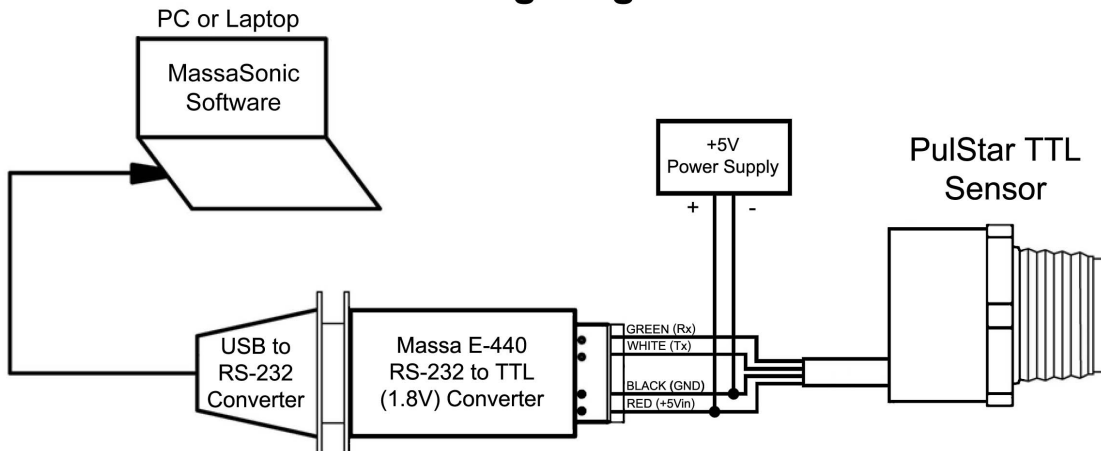 PC or Laptop
MassaSonic
Software
+5V
Power Supply
+ -
PulStar TTL
Sensor
USB to
RS-232
Converter
Massa E-440
RS-232 to TTL
(1.8V) Converter
GREEN (Rx)
WHITE (Tx)
BLACK (GND)
RED (+5Vin)